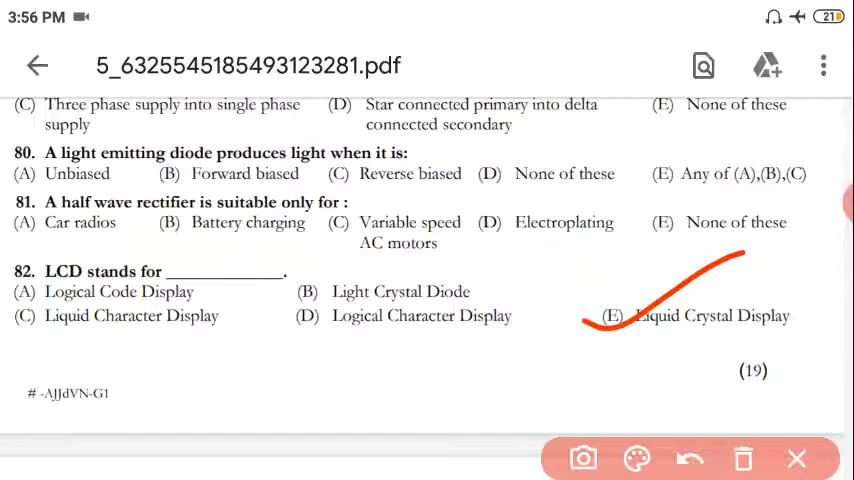 3:56 PM
21
5_6325545185493123281.pdf
(C) Three phase supply into single phase supply (D) Star connected primary into delta connected secondary (E) None of these
80. A light emitting diode produces light when it is:
(A) Unbiased (B) Forward biased (C) Reverse biased (D) None of these (E) Any of (A),(B),(C)
81. A half wave rectifier is suitable only for :
(A) Car radios (B) Battery charging (C) Variable speed AC motors (D) Electroplating (E) None of these
82. LCD stands for _____________.
(A) Logical Code Display (B) Light Crystal Diode
(C) Liquid Character Display (D) Logical Character Display (E) Liquid Crystal Display
(19)
# -AJJdVN-G1